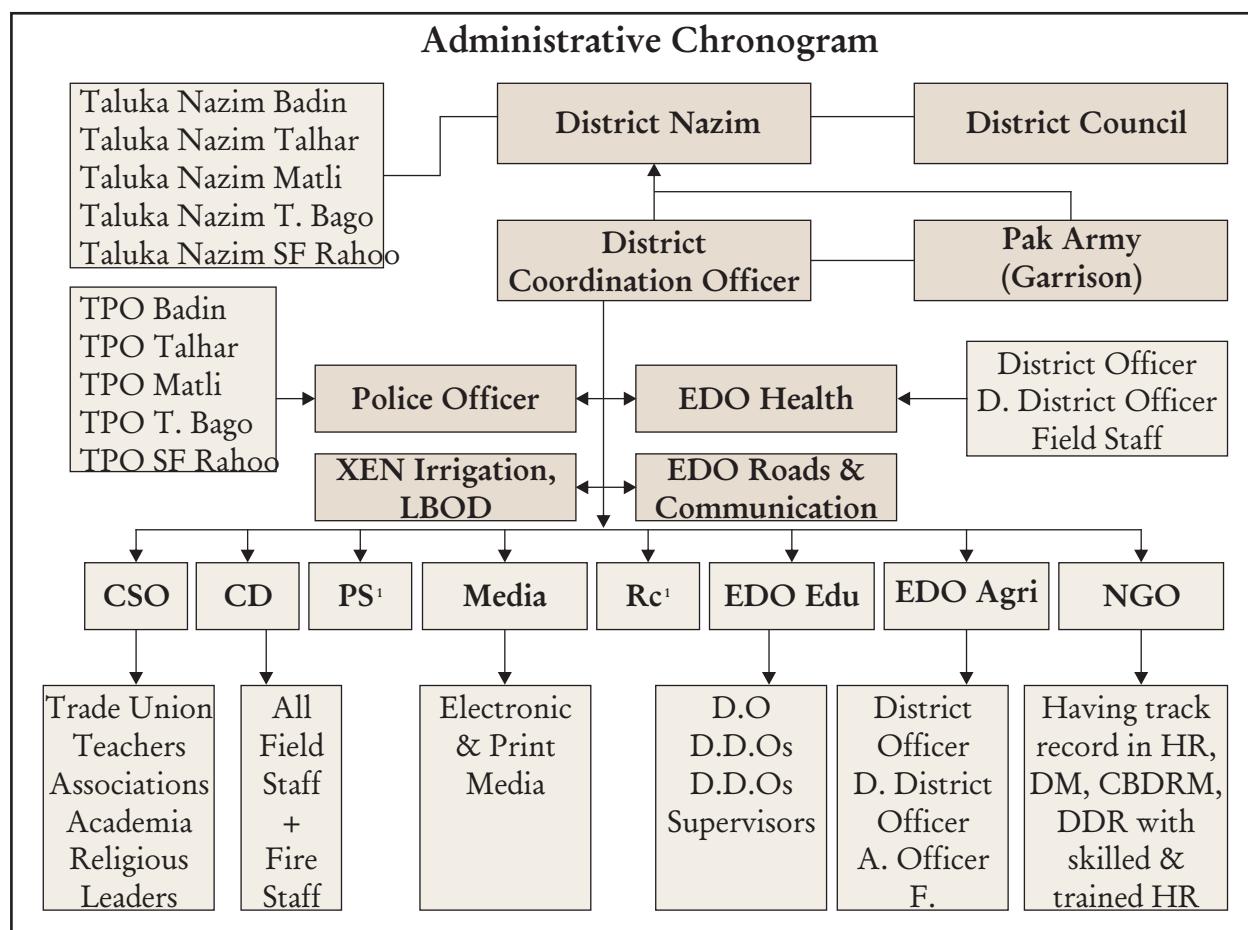 Administrative Chronogram
Taluka Nazim Badin
Taluka Nazim Talhar
Taluka Nazim Matli
Taluka Nazim T. Bago
Taluka Nazim SF Rahoo
District Nazim
District Council
District
Coordination Officer
Pak Army
(Garrison)
TPO Badin
TPO Talhar
TPO Matli
TPO T. Bago
TPO SF Rahoo
Police Officer
EDO Health
District Officer
D. District Officer
Field Staff
XEN Irrigation,
LBOD
EDO Roads &
Communication
CSO
CD
PS¹
Media
Rc¹
EDO Edu
EDO Agri
NGO
Trade Union
Teachers
Associations
Academia
Religious
Leaders
All
Field
Staff
+
Fire
Staff
Electronic
& Print
Media
D.O
D.D.Os
D.D.Os
Supervisors
District
Officer
D. District
Officer
A. Officer
F.
Having track
record in HR,
DM, CBDRM,
DDR with
skilled &
trained HR